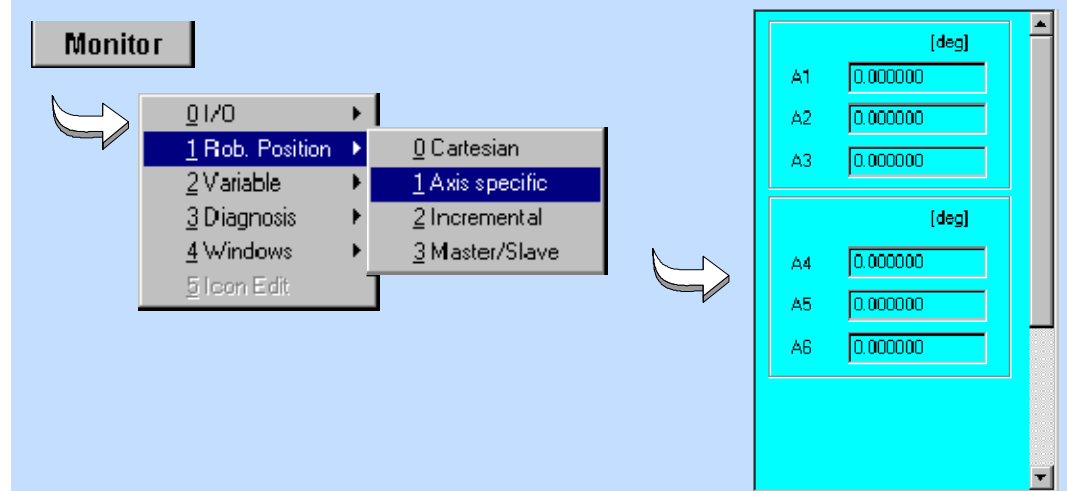 Monitor
0 I/O
1 Rob. Position
2 Variable
3 Diagnosis
4 Windows
5 Icon Edit
0 Cartesian
1 Axis specific
2 Incremental
3 Master/Slave
[deg]
A1 0.000000
A2 0.000000
A3 0.000000
[deg]
A4 0.000000
A5 0.000000
A6 0.000000